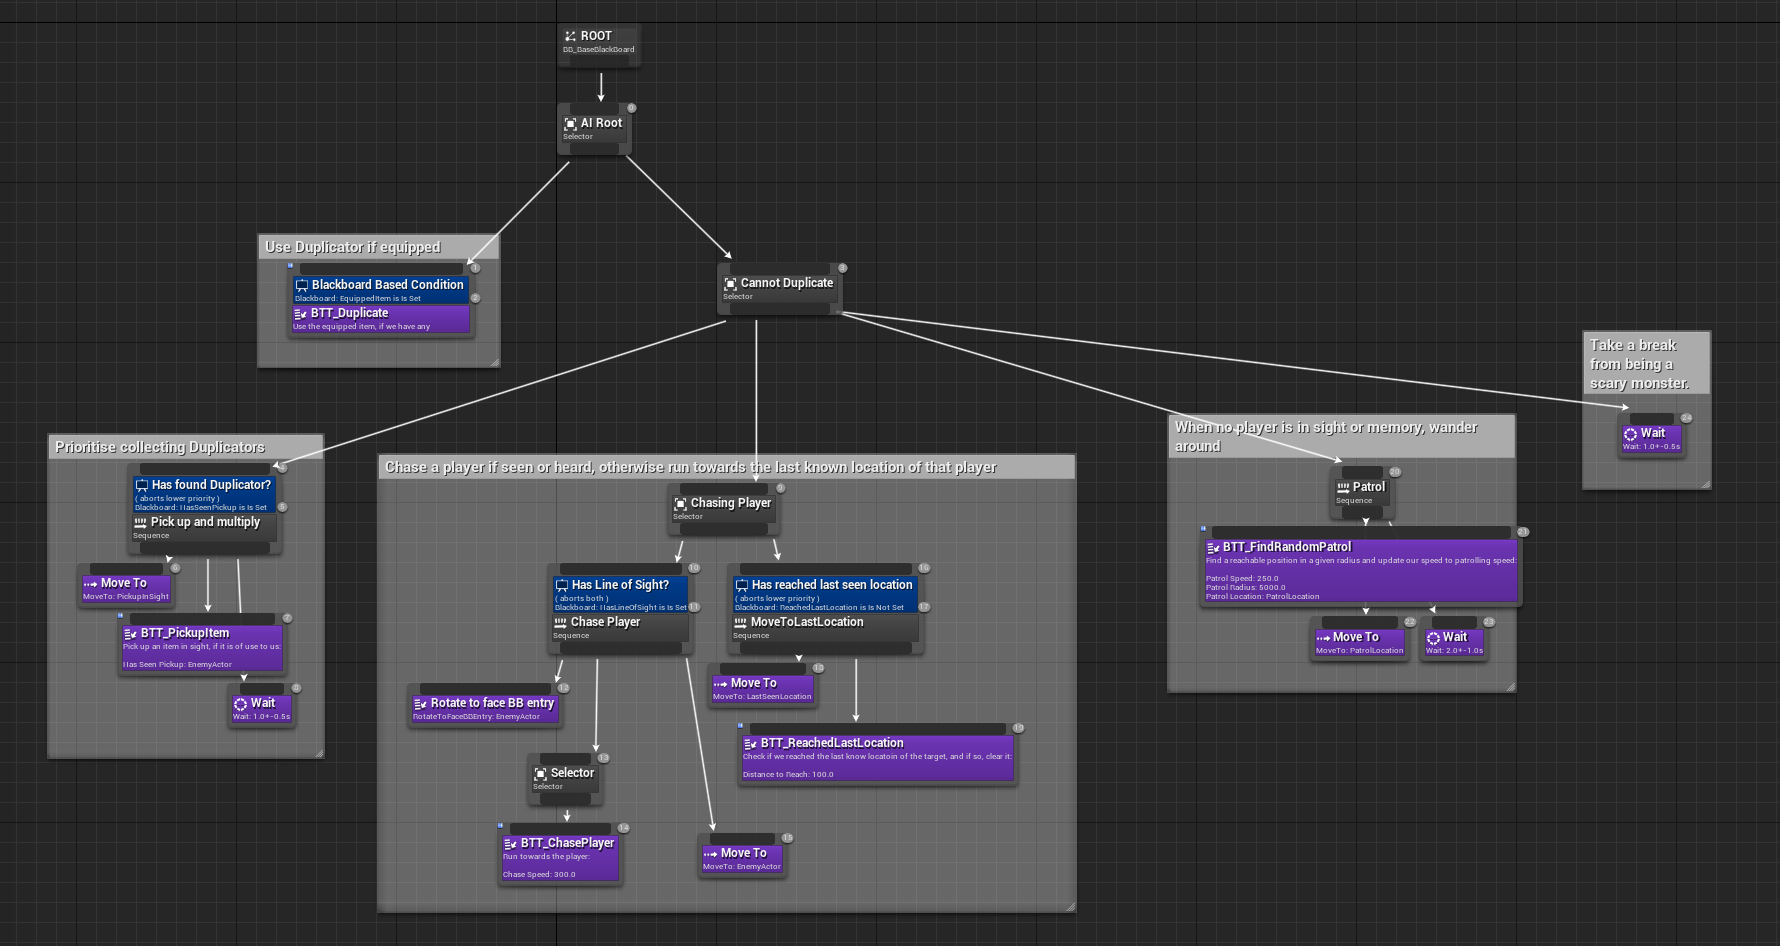 ROOT
BB_BaseBlackBoard
0
AI Root
Selector
Use Duplicator if equipped
1
Blackboard Based Condition
Blackboard: EquippedItem is Is Set
2
BTT_Duplicate
Use the equipped item, if we have any
3
Cannot Duplicate
Selector
Prioritise collecting Duplicators
4
Has found Duplicator?
( aborts lower priority )
Blackboard: HasSeenPickup is Is Set
5
Pick up and multiply
Sequence
6
Move To
MoveTo: PickupInSight
7
BTT_PickupItem
Pick up an item in sight, if it is of use to us:
Has Seen Pickup: EnemyActor
8
Wait
Wait: 1.0+-0.5s
Chase a player if seen or heard, otherwise run towards the last known location of that player
9
Chasing Player
Selector
10
Has Line of Sight?
( aborts both )
Blackboard: HasLineOfSight is Is Set
11
Chase Player
Sequence
12
Rotate to face BB entry
RotateToFaceBBEntry: EnemyActor
13
Selector
Selector
14
BTT_ChasePlayer
Run towards the player:
Chase Speed: 300.0
15
Move To
MoveTo: EnemyActor
16
Has reached last seen location
( aborts lower priority )
Blackboard: ReachedLastLocation is Is Not Set
17
MoveToLastLocation
Sequence
18
Move To
MoveTo: LastSeenLocation
19
BTT_ReachedLastLocation
Check if we reached the last know locatoin of the target, and if so, clear it:
Distance to Reach: 100.0
When no player is in sight or memory, wander
around
20
Patrol
Sequence
21
BTT_FindRandomPatrol
Find a reachable position in a given radius and update our speed to patrolling speed:
Patrol Speed: 250.0
Patrol Radius: 5000.0
Patrol Location: PatrolLocation
22
Move To
MoveTo: PatrolLocation
23
Wait
Wait: 2.0+-1.0s
Take a break
from being a
scary monster.
24
Wait
Wait: 1.0+-0.5s